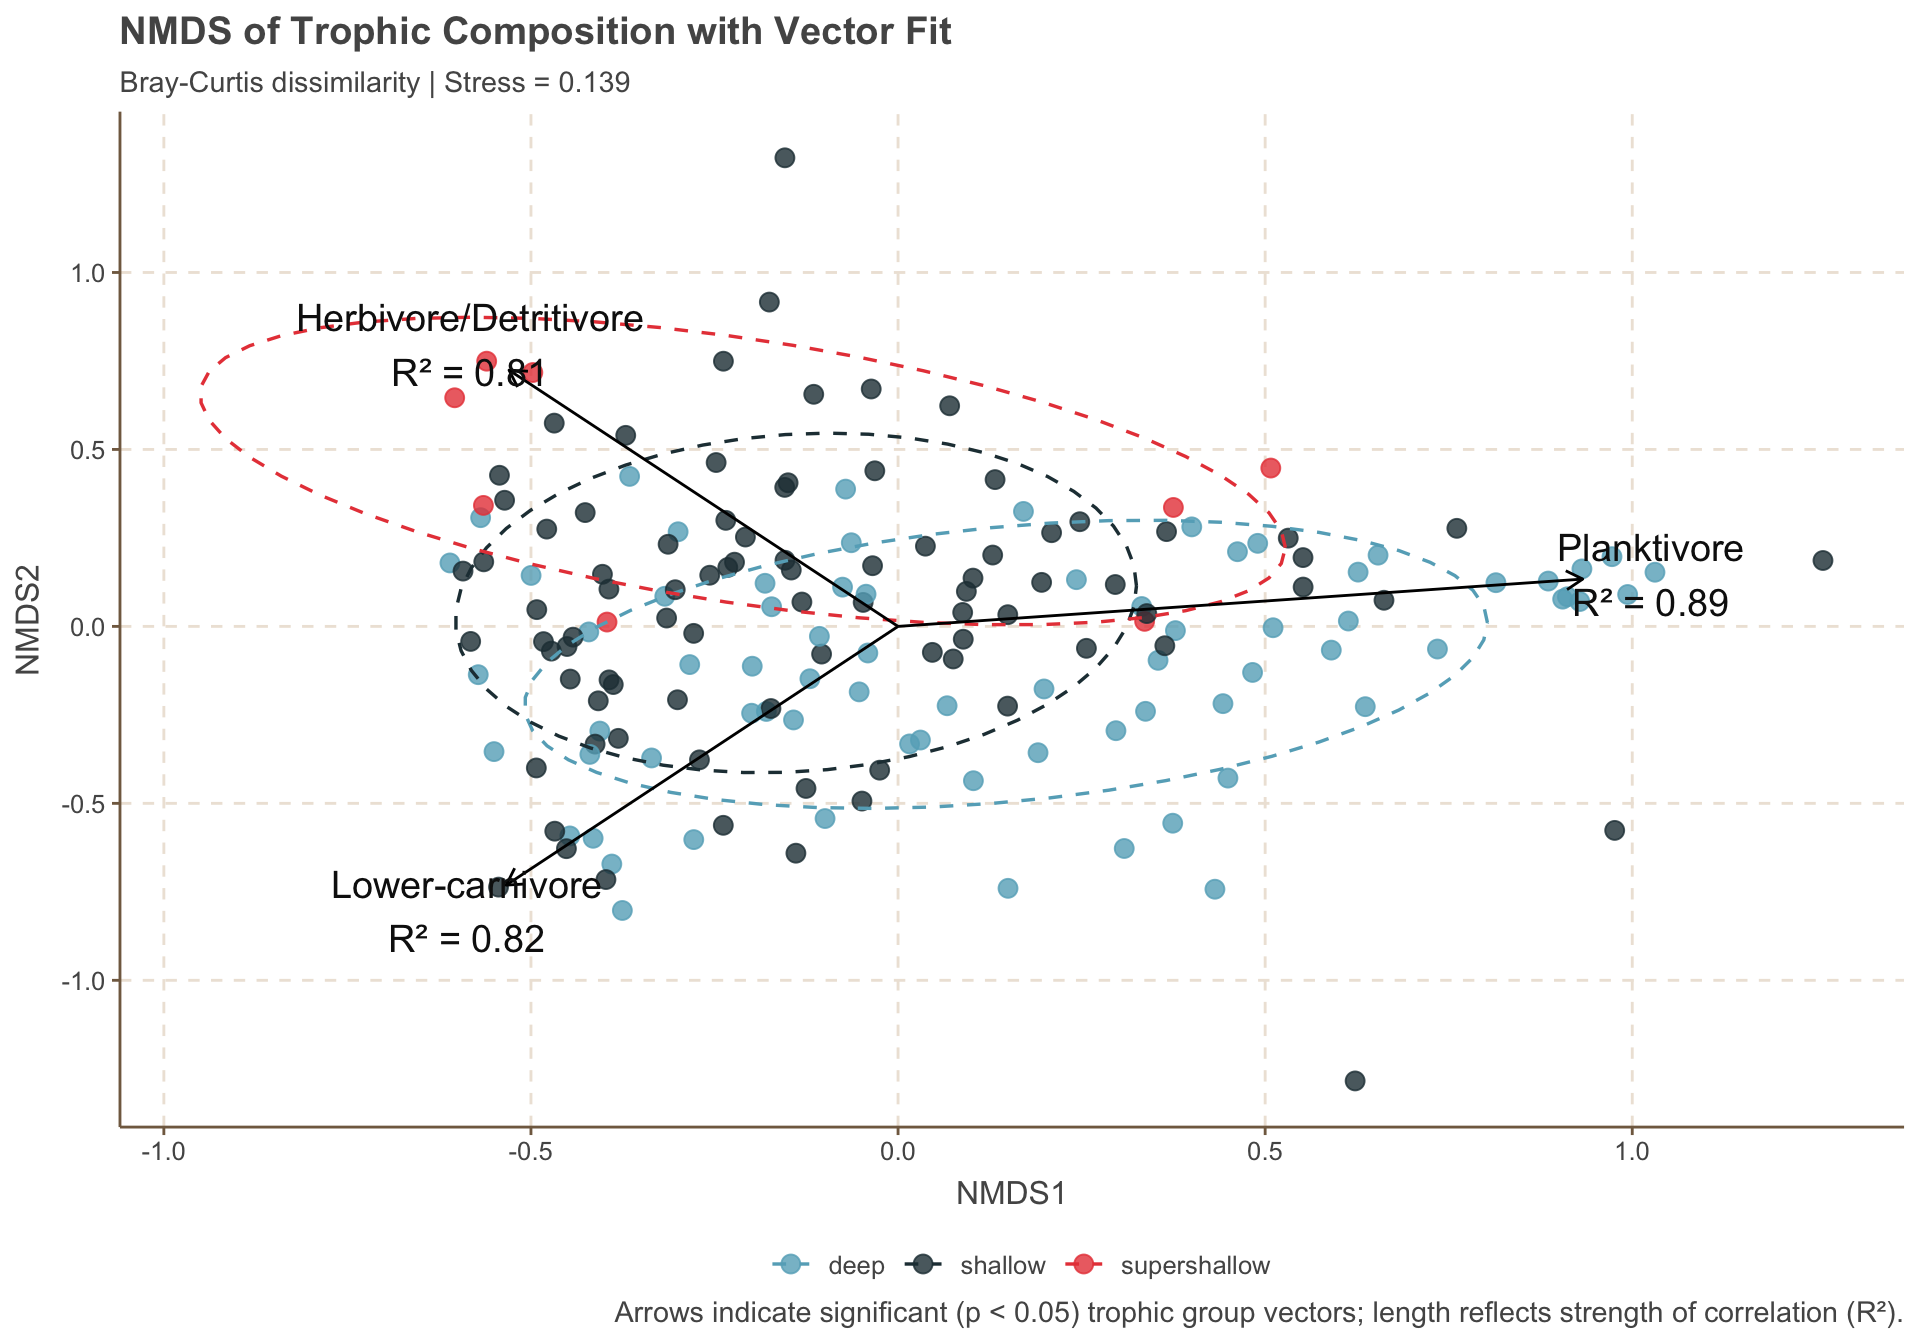 NMDS of Trophic Composition with Vector Fit
Bray-Curtis dissimilarity | Stress = 0.139
NMDS2
1.0
0.5
0.0
-0.5
-1.0
Herbivore/Detritivore
R² = 0.81
Planktivore
R² = 0.89
Lower-carnivore
R² = 0.82
-1.0
-0.5
0.0
0.5
1.0
NMDS1
deep
shallow
supershallow
Arrows indicate significant (p < 0.05) trophic group vectors; length reflects strength of correlation (R²).